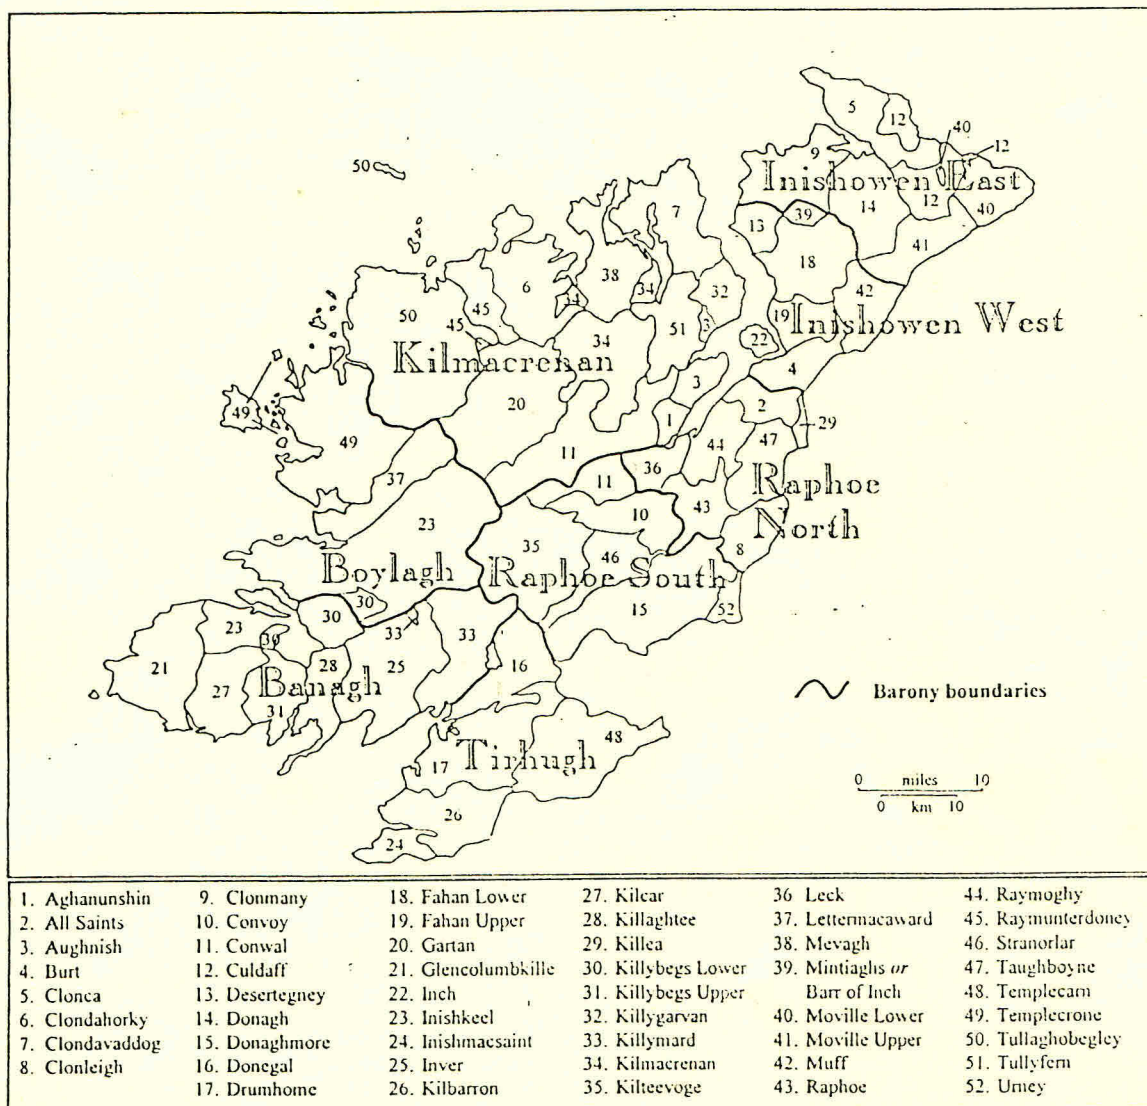 5
12
40
12
50
9
Inishowen East
7
13
39
14
12
40
41
38
18
6
34
34
32
42
45
50
45
51
3
19
Inishowen West
22
34
Kilmacrenan
4
3
20
2
49
1
29
49
44
47
11
37
36
11
Raphoe
43
23
10
North
35
46
8
Boylagh
Raphoe South
30
15
52
30
23
33
33
30
21
28
25
16
27
Banagh
31
Barony boundaries
48
Tirhugh
17
0 miles 10
0 km 10
26
24
1. Aghanunshin
2. All Saints
3. Aughnish
4. Burt
5. Clonca
6. Clondahorky
7. Clondavaddog
8. Clonleigh
9. Clonmany
10. Convoy
11. Conwal
12. Culdaff
13. Desertegney
14. Donagh
15. Donaghmore
16. Donegal
17. Drumhome
18. Fahan Lower
19. Fahan Upper
20. Gartan
21. Glencolumbkille
22. Inch
23. Inishkeel
24. Inishmacsaint
25. Inver
26. Kilbarron
27. Kilcar
28. Killaghtee
29. Killea
30. Killybegs Lower
31. Killybegs Upper
32. Killygarvan
33. Killymard
34. Kilmacrenan
35. Kilteevoge
36 Leck
37. Lettermacaward
38. Mevagh
39. Mintiaghs or
Barr of Inch
40. Moville Lower
41. Moville Upper
42. Muff
43. Raphoe
44. Raymoghy
45. Raymunterdoney
46. Stranorlar
47. Taughboyne
48. Templecarn
49. Templecrone
50. Tullaghobegley
51. Tullyfern
52. Urney